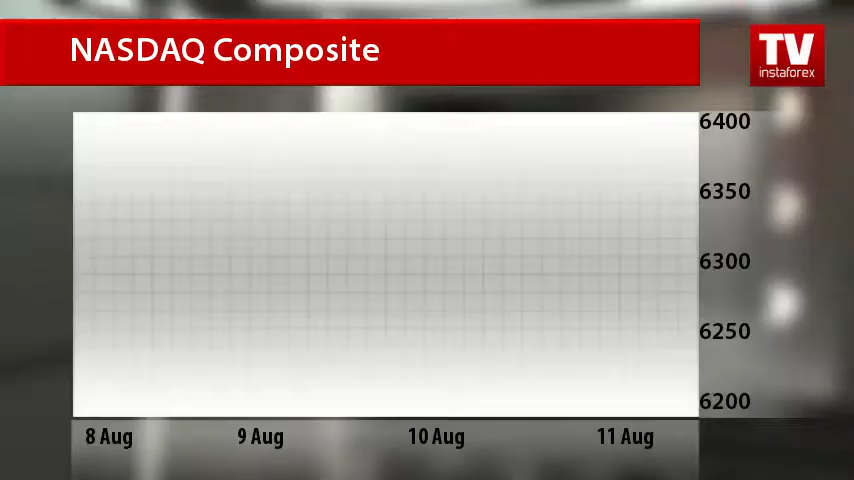 NASDAQ Composite
TV
instaforex
6400
6350
6300
6250
6200
8 Aug
9 Aug
10 Aug
11 Aug